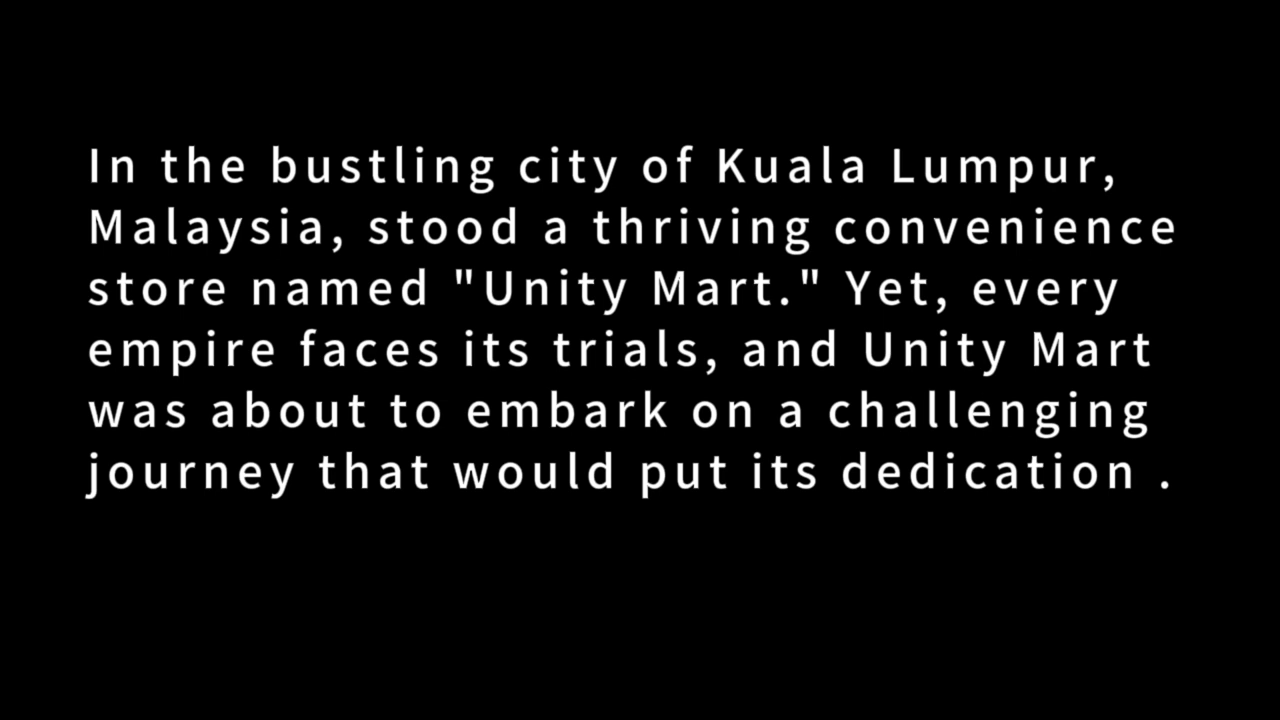 In the bustling city of Kuala Lumpur,
Malaysia, stood a thriving convenience
store named "Unity Mart." Yet, every
empire faces its trials, and Unity Mart
was about to embark on a challenging
journey that would put its dedication .